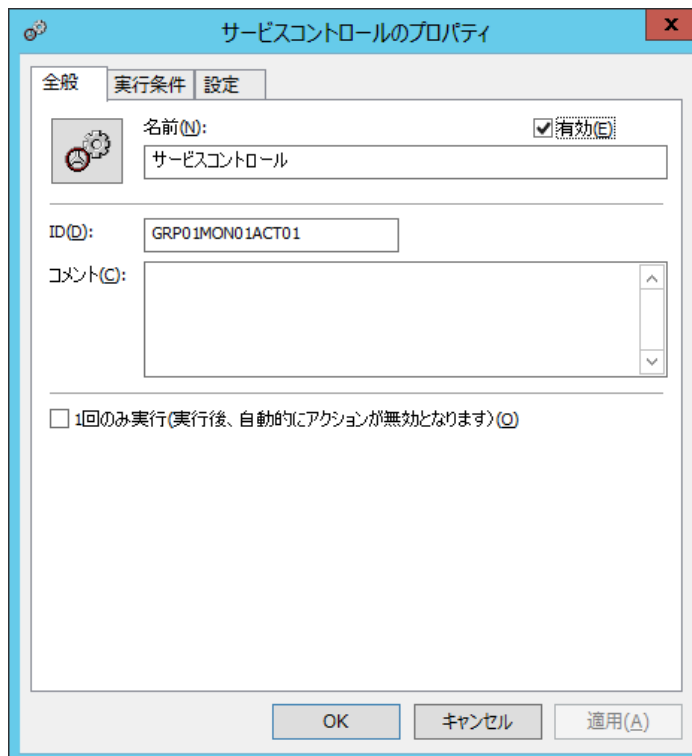 サービスコントロールのプロパティ
x
全般 実行条件 設定
名前(N): 有効(E)
サービスコントロール
ID(D): GRP01MON01ACT01
コメント(C):
1回のみ実行(実行後、自動的にアクションが無効となります)(O)
OK キャンセル 適用(A)